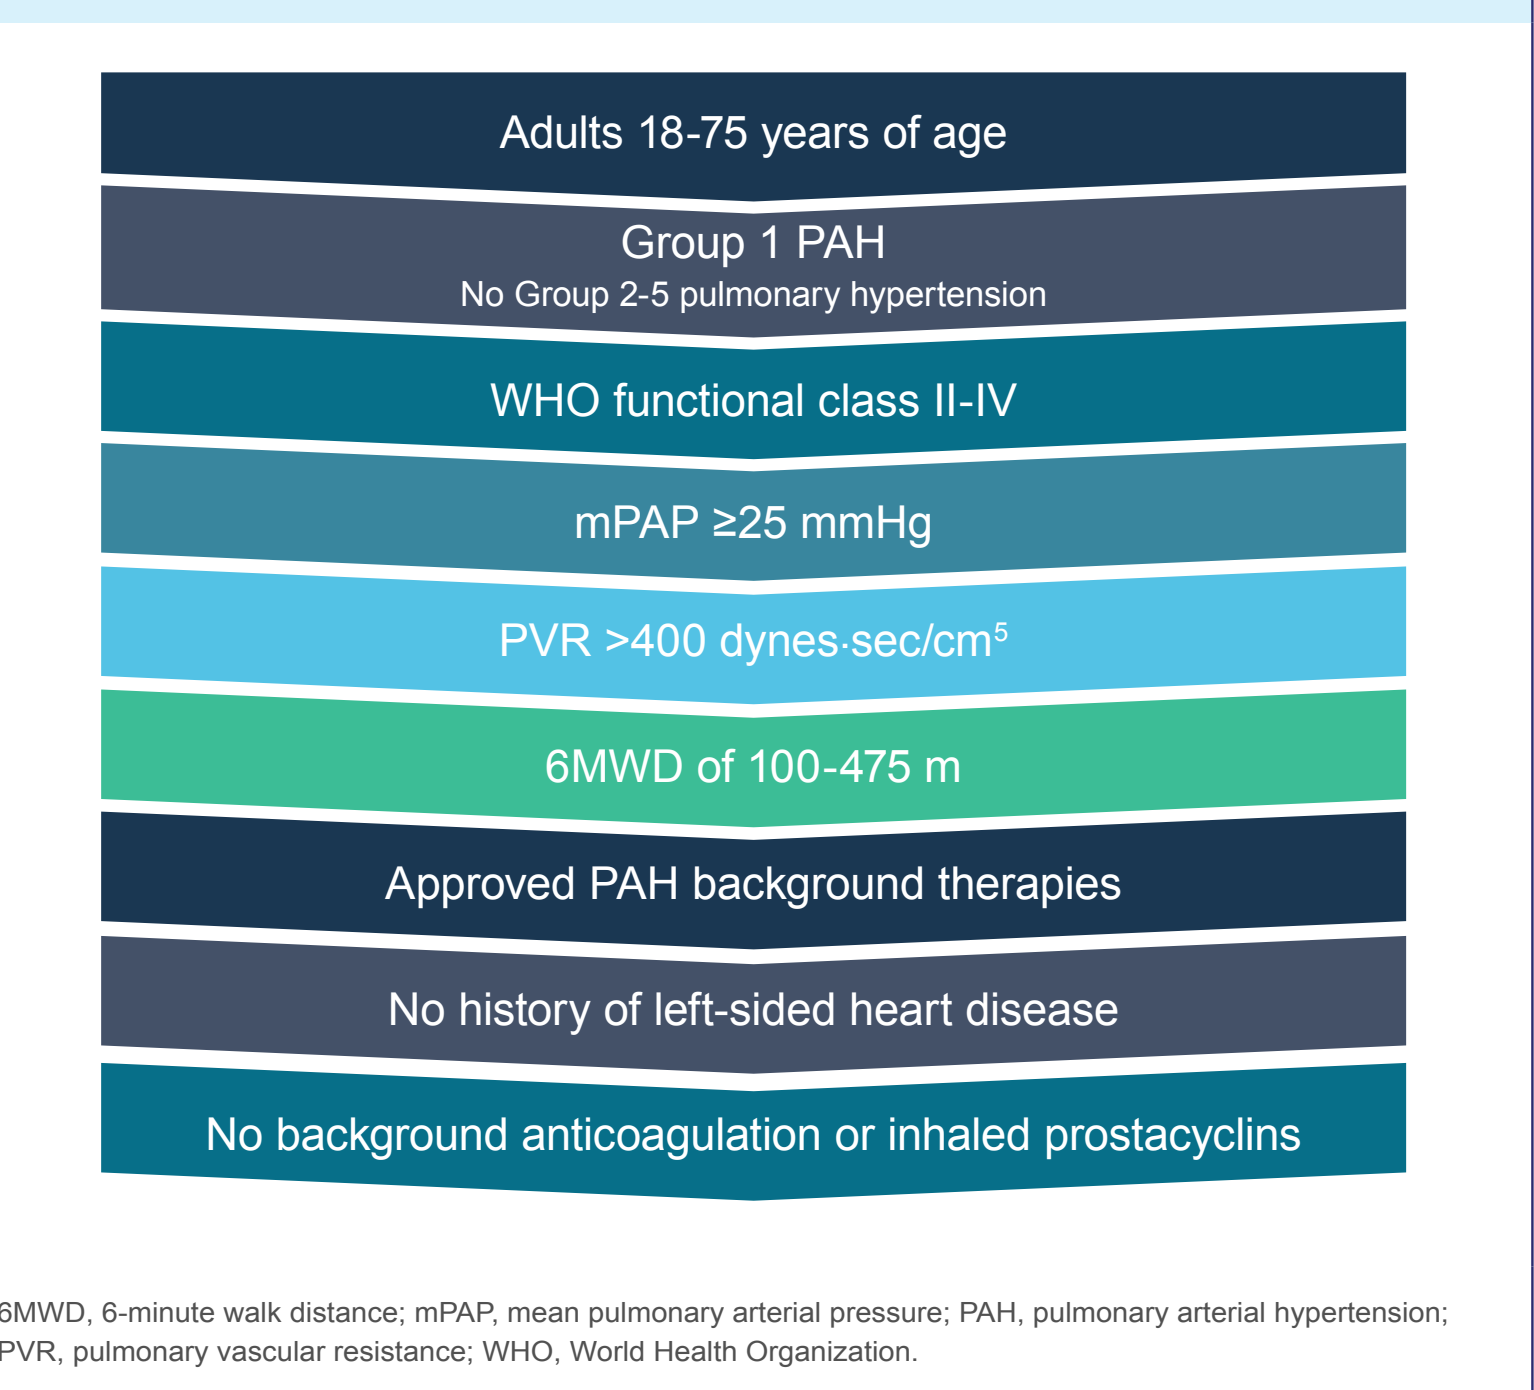 Adults 18-75 years of age
Group 1 PAH
No Group 2-5 pulmonary hypertension
WHO functional class II-IV
mPAP ≥25 mmHg
PVR >400 dynes·sec/cm⁵
6MWD of 100-475 m
Approved PAH background therapies
No history of left-sided heart disease
No background anticoagulation or inhaled prostacyclins
6MWD, 6-minute walk distance; mPAP, mean pulmonary arterial pressure; PAH, pulmonary arterial hypertension;
PVR, pulmonary vascular resistance; WHO, World Health Organization.